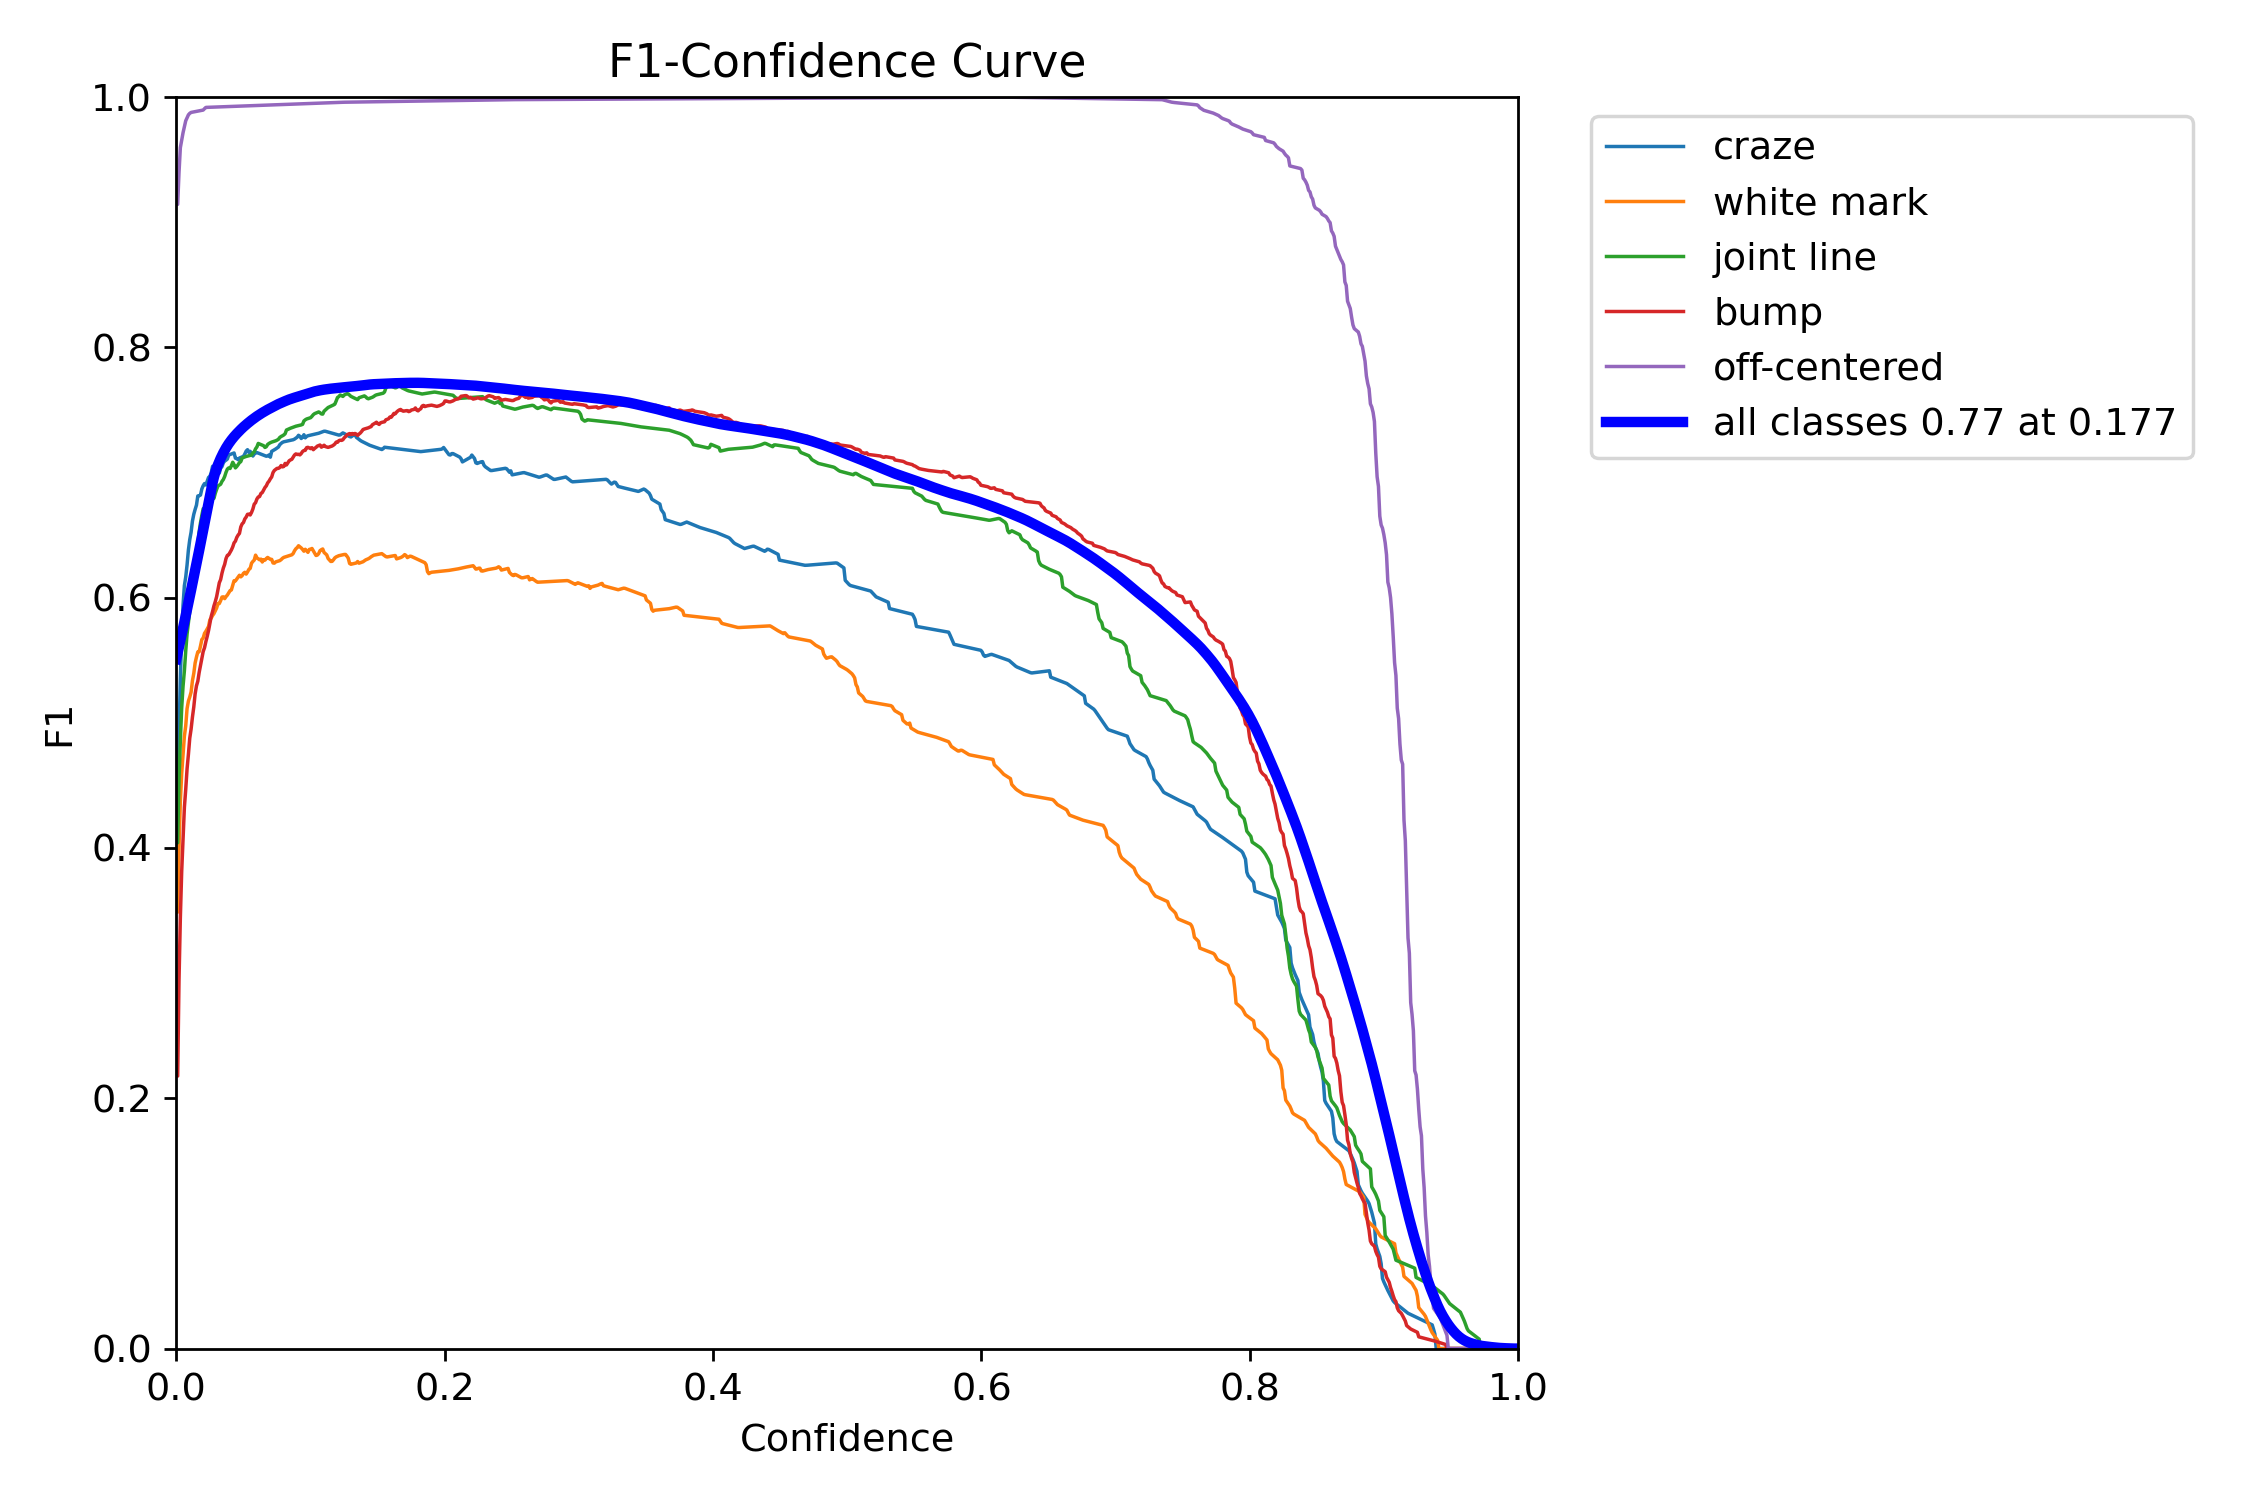 F1-Confidence Curve
1.0
0.8
0.6
0.4
0.2
0.0
F1
0.0 0.2 0.4 0.6 0.8 1.0
Confidence
craze
white mark
joint line
bump
off-centered
all classes 0.77 at 0.177